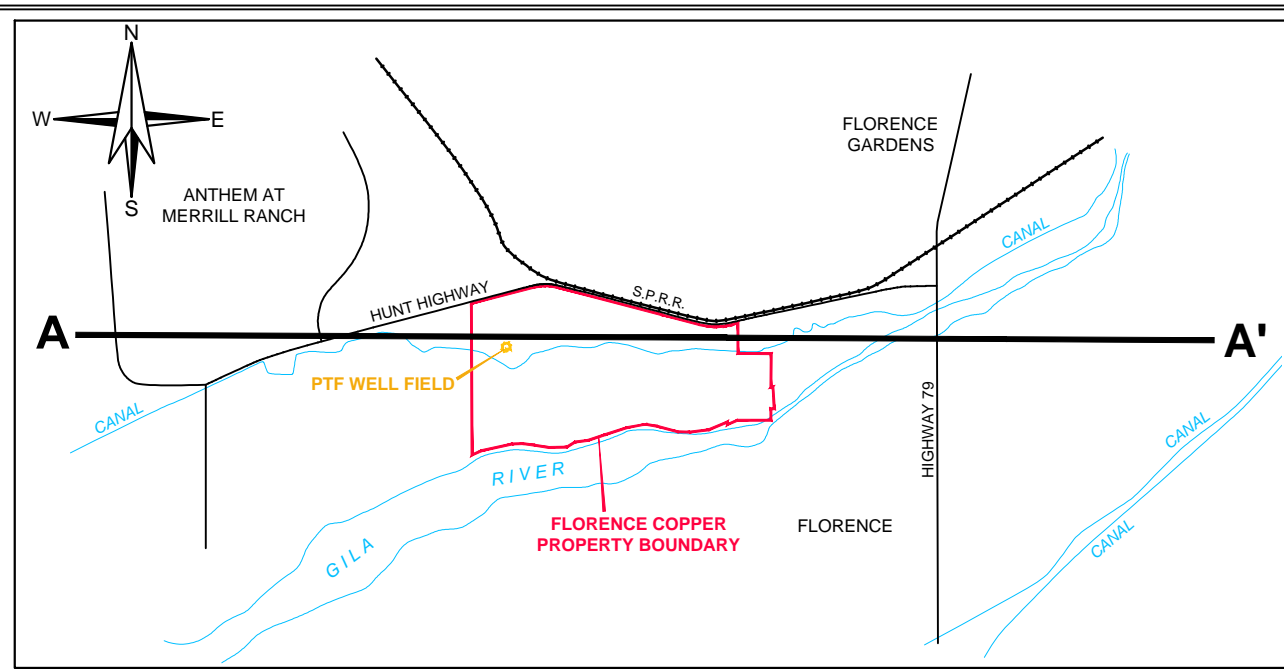 N
W
E
S
ANTHEM AT
MERRILL RANCH
FLORENCE
GARDENS
CANAL
HUNT HIGHWAY
S.P.R.R.
A
A'
PTF WELL FIELD
CANAL
HIGHWAY 79
CANAL
CANAL
GILA RIVER
FLORENCE COPPER
PROPERTY BOUNDARY
FLORENCE